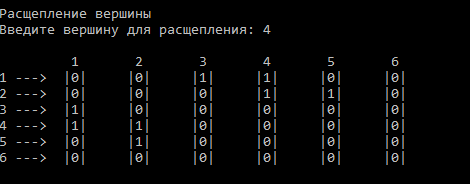 Расщепление вершины
Введите вершину для расщепления: 4
1 2 3 4 5 6
1 ---> |0| |0| |1| |1| |0| |0|
2 ---> |0| |0| |0| |1| |1| |0|
3 ---> |1| |0| |0| |0| |0| |0|
4 ---> |1| |1| |0| |0| |0| |0|
5 ---> |0| |1| |0| |0| |0| |0|
6 ---> |0| |0| |0| |0| |0| |0|